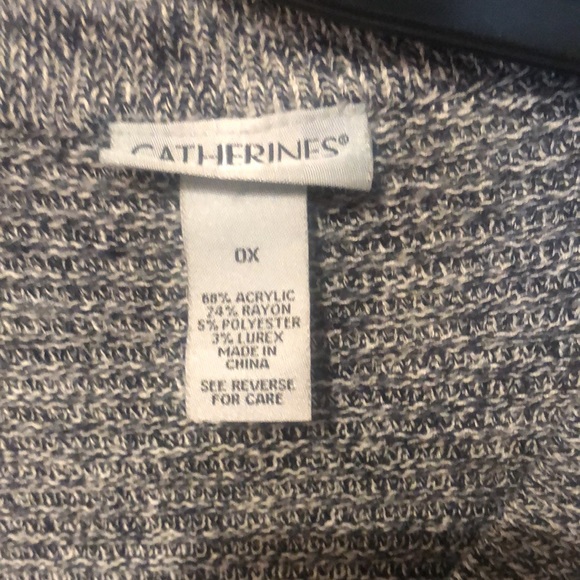 CATHERINES®
0X
68% ACRYLIC
24% RAYON
5% POLYESTER
3% LUREX
MADE IN
CHINA
SEE REVERSE
FOR CARE